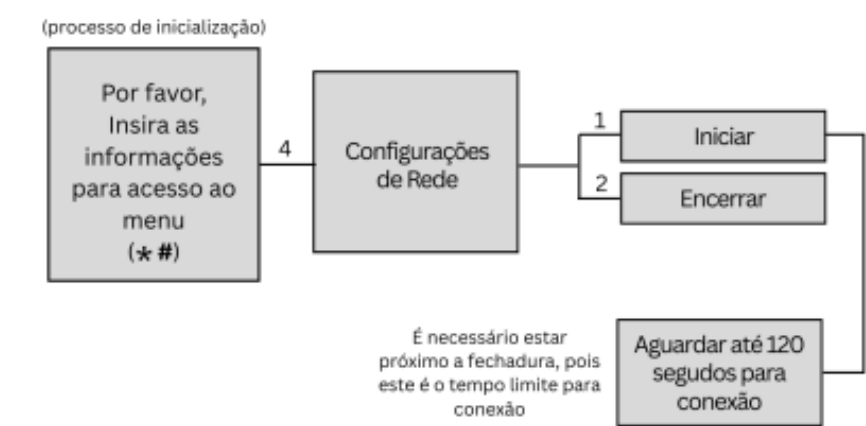 (processo de inicialização)
Por favor,
Insira as
informações
para acesso ao
menu
(* #)
4
Configurações
de Rede
1
Iniciar
2
Encerrar
É necessário estar
próximo a fechadura, pois
este é o tempo limite para
conexão
Aguardar até 120
segudos para
conexão